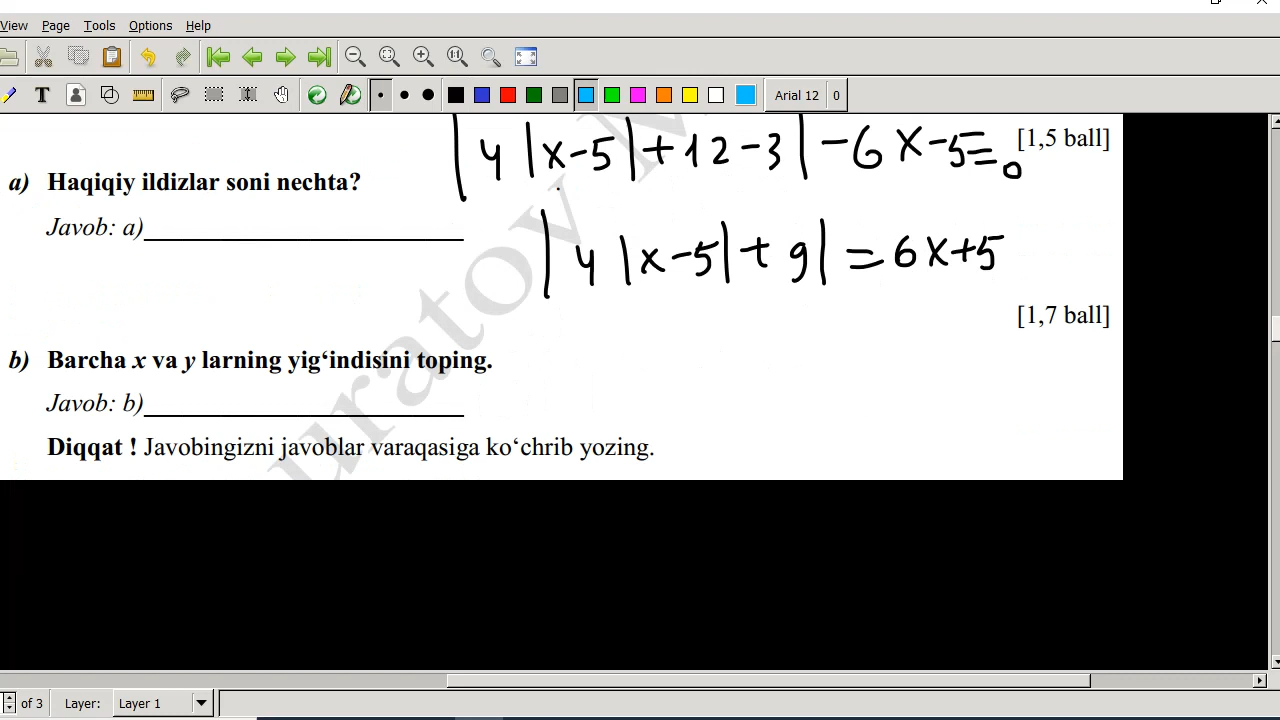 View Page Tools Options Help
Arial 12 0
|4|x-5|+12-3|-6x-5=0 [1,5 ball]
a) Haqiqiy ildizlar soni nechta?
Javob: a)
|4|x-5|+9|=6x+5
[1,7 ball]
b) Barcha x va y larning yig‘indisini toping.
Javob: b)
Diqqat ! Javobingizni javoblar varaqasiga ko‘chrib yozing.
uratov M
of 3 Layer: Layer 1